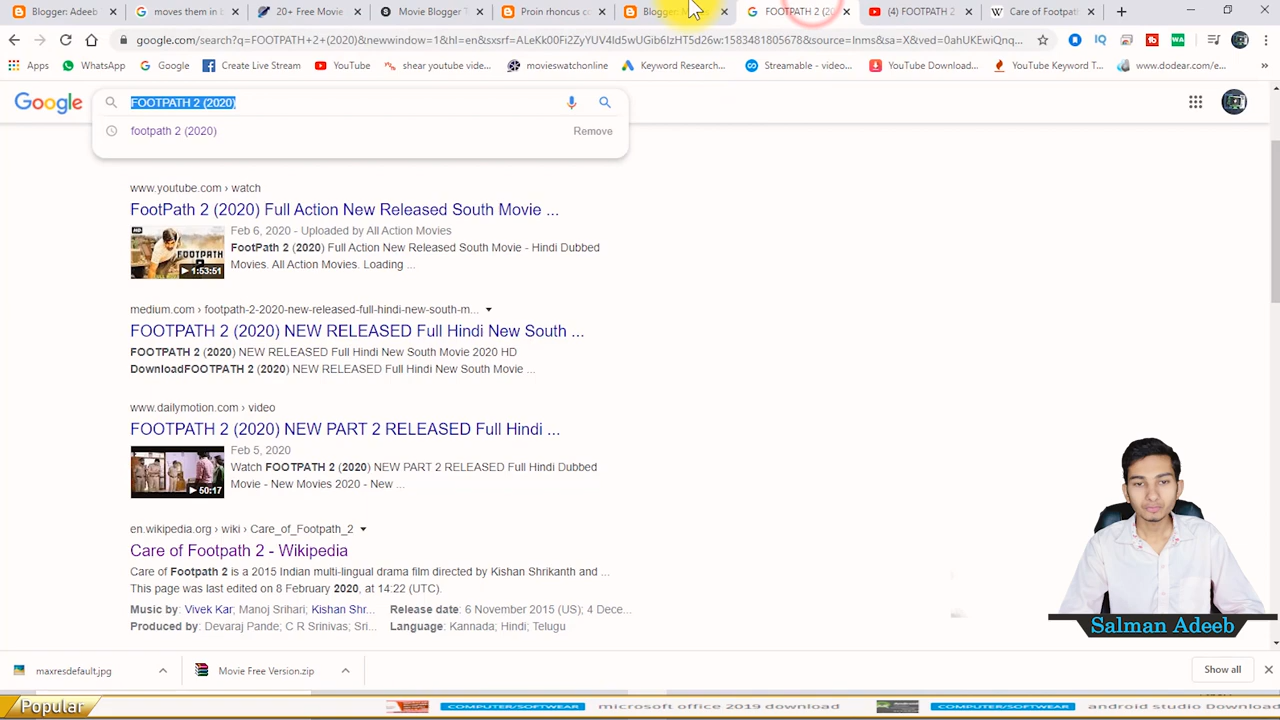 Blogger: Adeeb
moves them in b
20+ Free Movie
Movie Blogger T
Proin rhoncus co
Blogger: M
FOOTPATH 2 (20
(4) FOOTPATH 2
Care of Footpat
google.com/search?q=FOOTPATH+2+(2020)&newwindow=1&hl=en&sxsrf=ALeKk00Fi2ZyYUV4Id5wUGib6IzHT5d26w:1583481805678&source=lnms&sa=X&ved=0ahUKEwiQnq...
Apps WhatsApp Google Create Live Stream YouTube shear youtube video... movieswatchonline Keyword Research... Streamable - video... YouTube Download... YouTube Keyword T... www.dodear.com/e... »
Google
FOOTPATH 2 (2020)
footpath 2 (2020) Remove
www.youtube.com › watch
FootPath 2 (2020) Full Action New Released South Movie ...
Feb 6, 2020 - Uploaded by All Action Movies
FootPath 2 (2020) Full Action New Released South Movie - Hindi Dubbed
Movies. All Action Movies. Loading ...
HD
FOOTPATH
1:53:51
medium.com › footpath-2-2020-new-released-full-hindi-new-south-m...
FOOTPATH 2 (2020) NEW RELEASED Full Hindi New South ...
FOOTPATH 2 (2020) NEW RELEASED Full Hindi New South Movie 2020 HD
DownloadFOOTPATH 2 (2020) NEW RELEASED Full Hindi New South Movie ...
www.dailymotion.com › video
FOOTPATH 2 (2020) NEW PART 2 RELEASED Full Hindi ...
Feb 5, 2020
Watch FOOTPATH 2 (2020) NEW PART 2 RELEASED Full Hindi Dubbed
Movie - New Movies 2020 - New ...
50:17
en.wikipedia.org › wiki › Care_of_Footpath_2
Care of Footpath 2 - Wikipedia
Care of Footpath 2 is a 2015 Indian multi-lingual drama film directed by Kishan Shrikanth and ...
This page was last edited on 8 February 2020, at 14:22 (UTC).
Music by: Vivek Kar; Manoj Srihari; Kishan Shr... Release date: 6 November 2015 (US); 4 Dece...
Produced by: Devaraj Pande; C R Srinivas; Sri... Language: Kannada; Hindi; Telugu
Salman Adeeb
maxresdefault.jpg
Movie Free Version.zip
Show all
Popular
COMPUTER/SOFTWEAR
microsoft office 2019 download
COMPUTER/SOFTWEAR
android studio Download